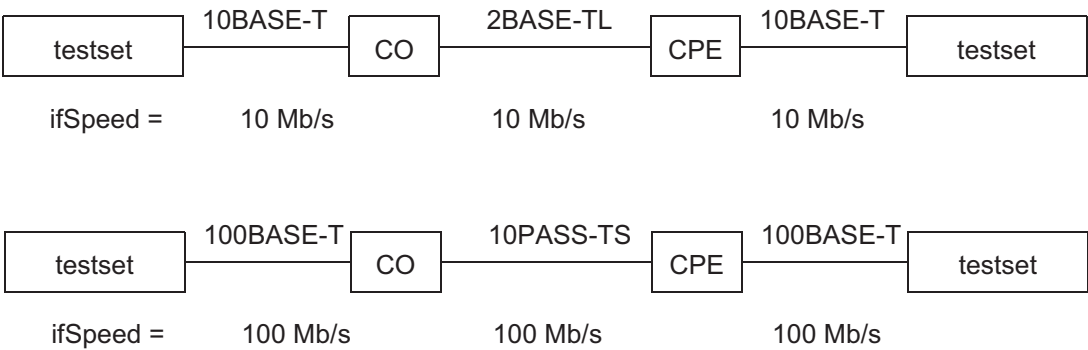 10BASE-T 2BASE-TL 10BASE-T
testset CO CPE testset
ifSpeed = 10 Mb/s 10 Mb/s 10 Mb/s
100BASE-T 10PASS-TS 100BASE-T
testset CO CPE testset
ifSpeed = 100 Mb/s 100 Mb/s 100 Mb/s